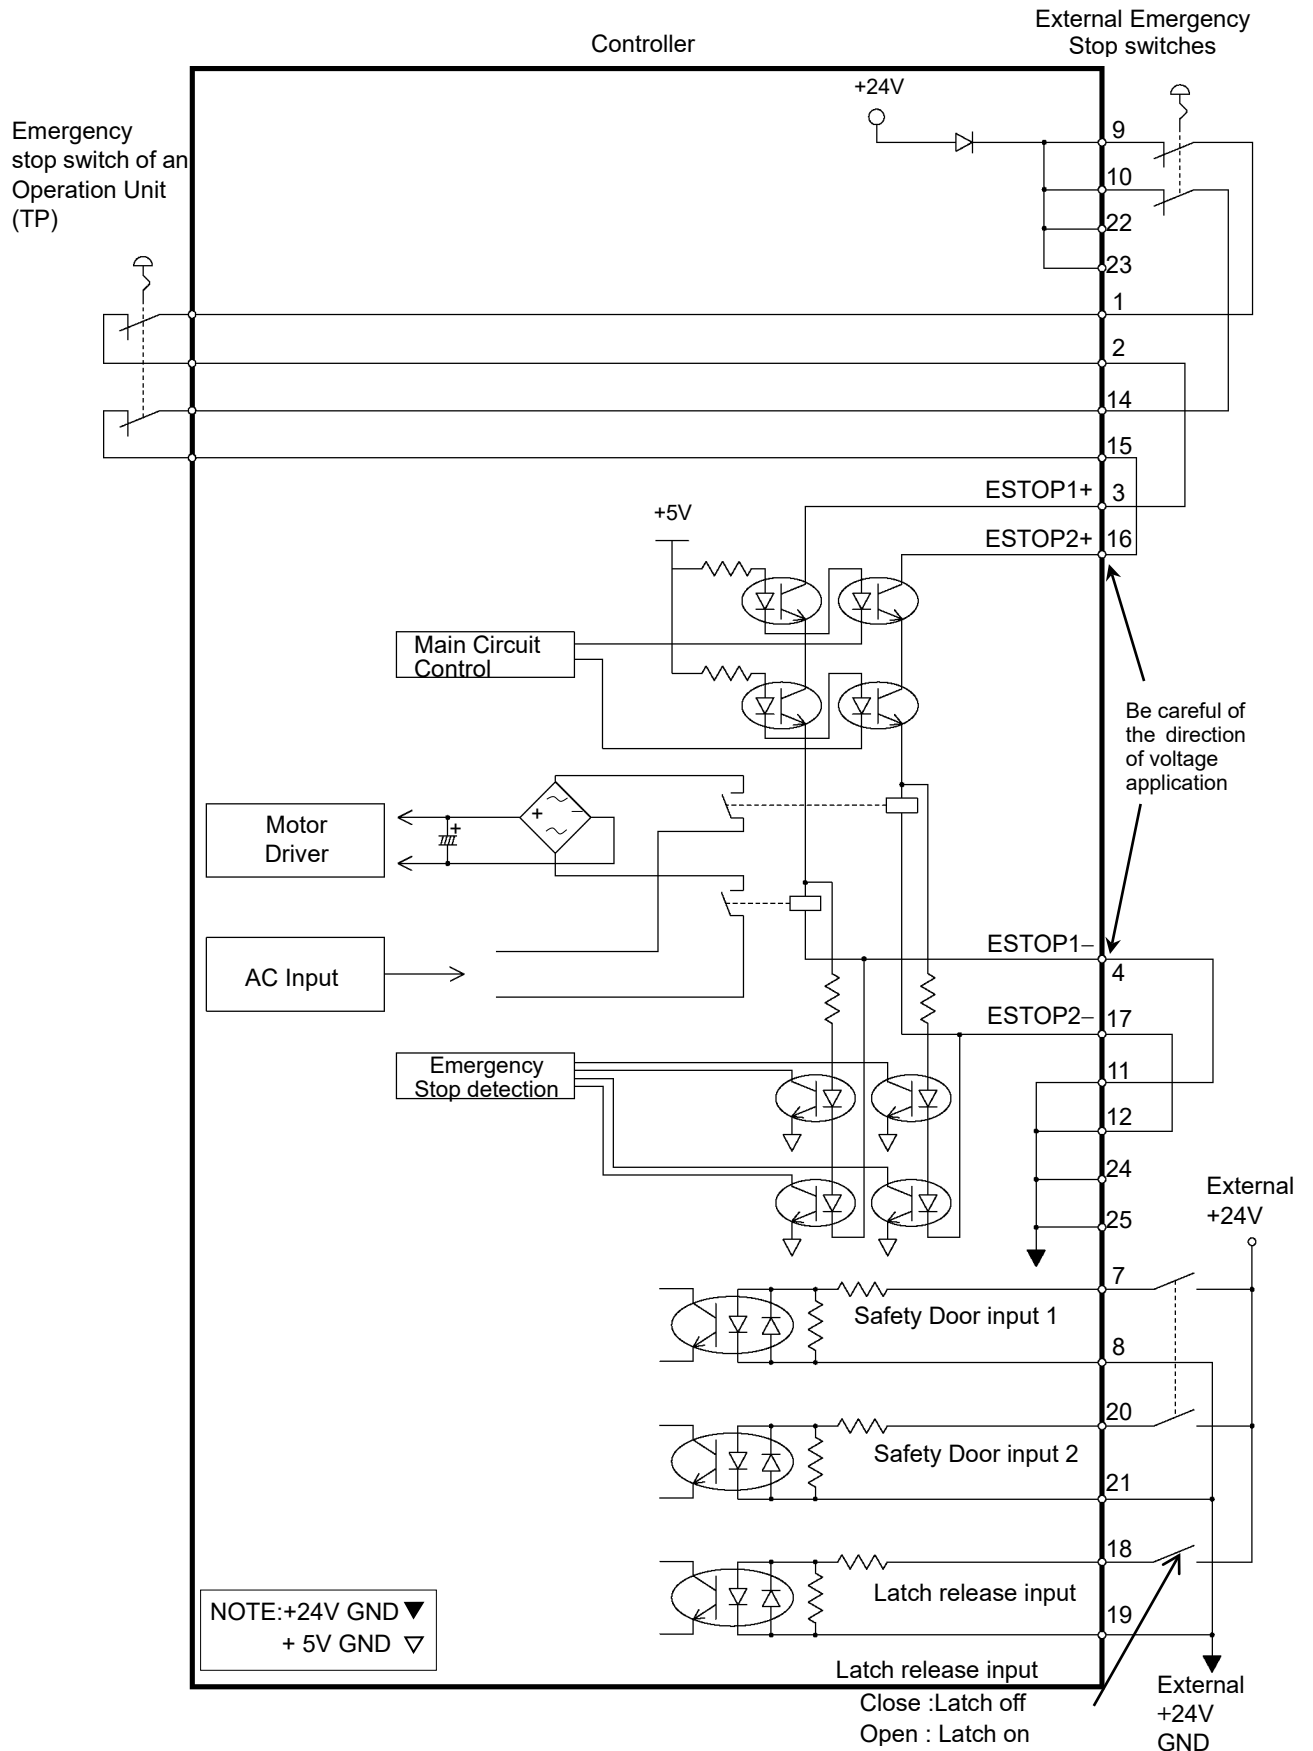 External Emergency
Stop switches
Controller
+24V
Emergency
stop switch of an
Operation Unit
(TP)
9
10
22
23
1
2
14
15
ESTOP1+ 3
ESTOP2+ 16
+5V
Main Circuit
Control
Be careful of
the direction
of voltage
application
Motor
Driver
+
+
−
AC Input
ESTOP1−
4
ESTOP2− 17
Emergency
Stop detection
11
12
24
25
External
+24V
7
Safety Door input 1
8
20
Safety Door input 2
21
18
Latch release input
19
NOTE:+24V GND
+ 5V GND
Latch release input
Close :Latch off
Open : Latch on
External
+24V
GND